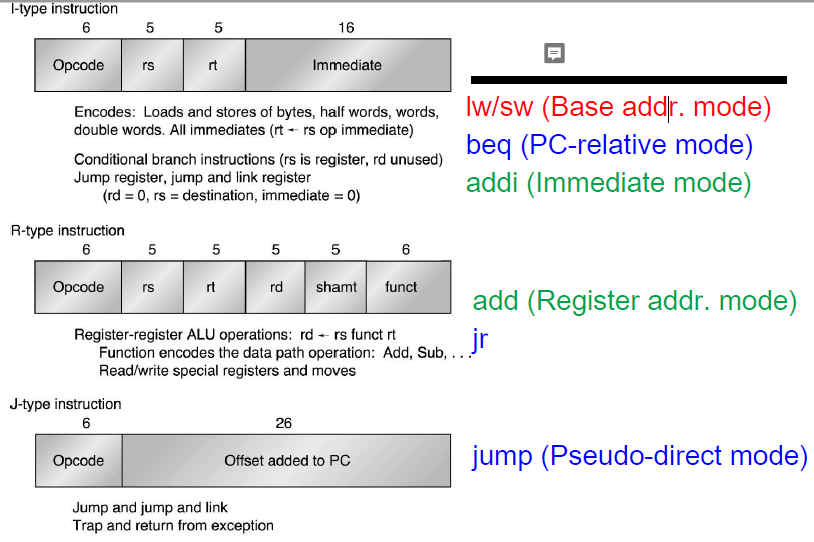 I-type instruction
6 5 5 16
Opcode rs rt Immediate
Encodes: Loads and stores of bytes, half words, words,
double words. All immediates (rt ← rs op immediate)
Conditional branch instructions (rs is register, rd unused)
Jump register, jump and link register
(rd = 0, rs = destination, immediate = 0)
lw/sw (Base addr. mode)
beq (PC-relative mode)
addi (Immediate mode)
R-type instruction
6 5 5 5 5 6
Opcode rs rt rd shamt funct
Register-register ALU operations: rd ← rs funct rt
Function encodes the data path operation: Add, Sub, . . .
Read/write special registers and moves
add (Register addr. mode)
jr
J-type instruction
6 26
Opcode Offset added to PC
Jump and jump and link
Trap and return from exception
jump (Pseudo-direct mode)